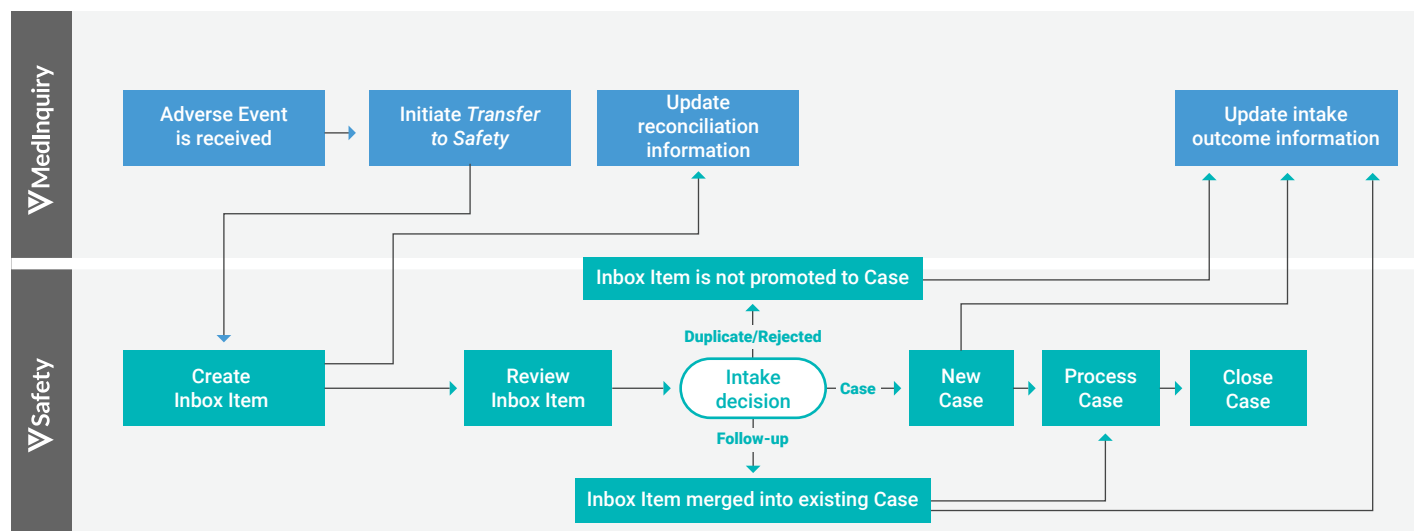 MedInquiry
Adverse Event
is received
Initiate Transfer
to Safety
Update
reconciliation
information
Update intake
outcome information
Safety
Inbox Item is not promoted to Case
Duplicate/Rejected
Create
Inbox Item
Review
Inbox Item
Intake
decision
Case
New
Case
Process
Case
Close
Case
Follow-up
Inbox Item merged into existing Case